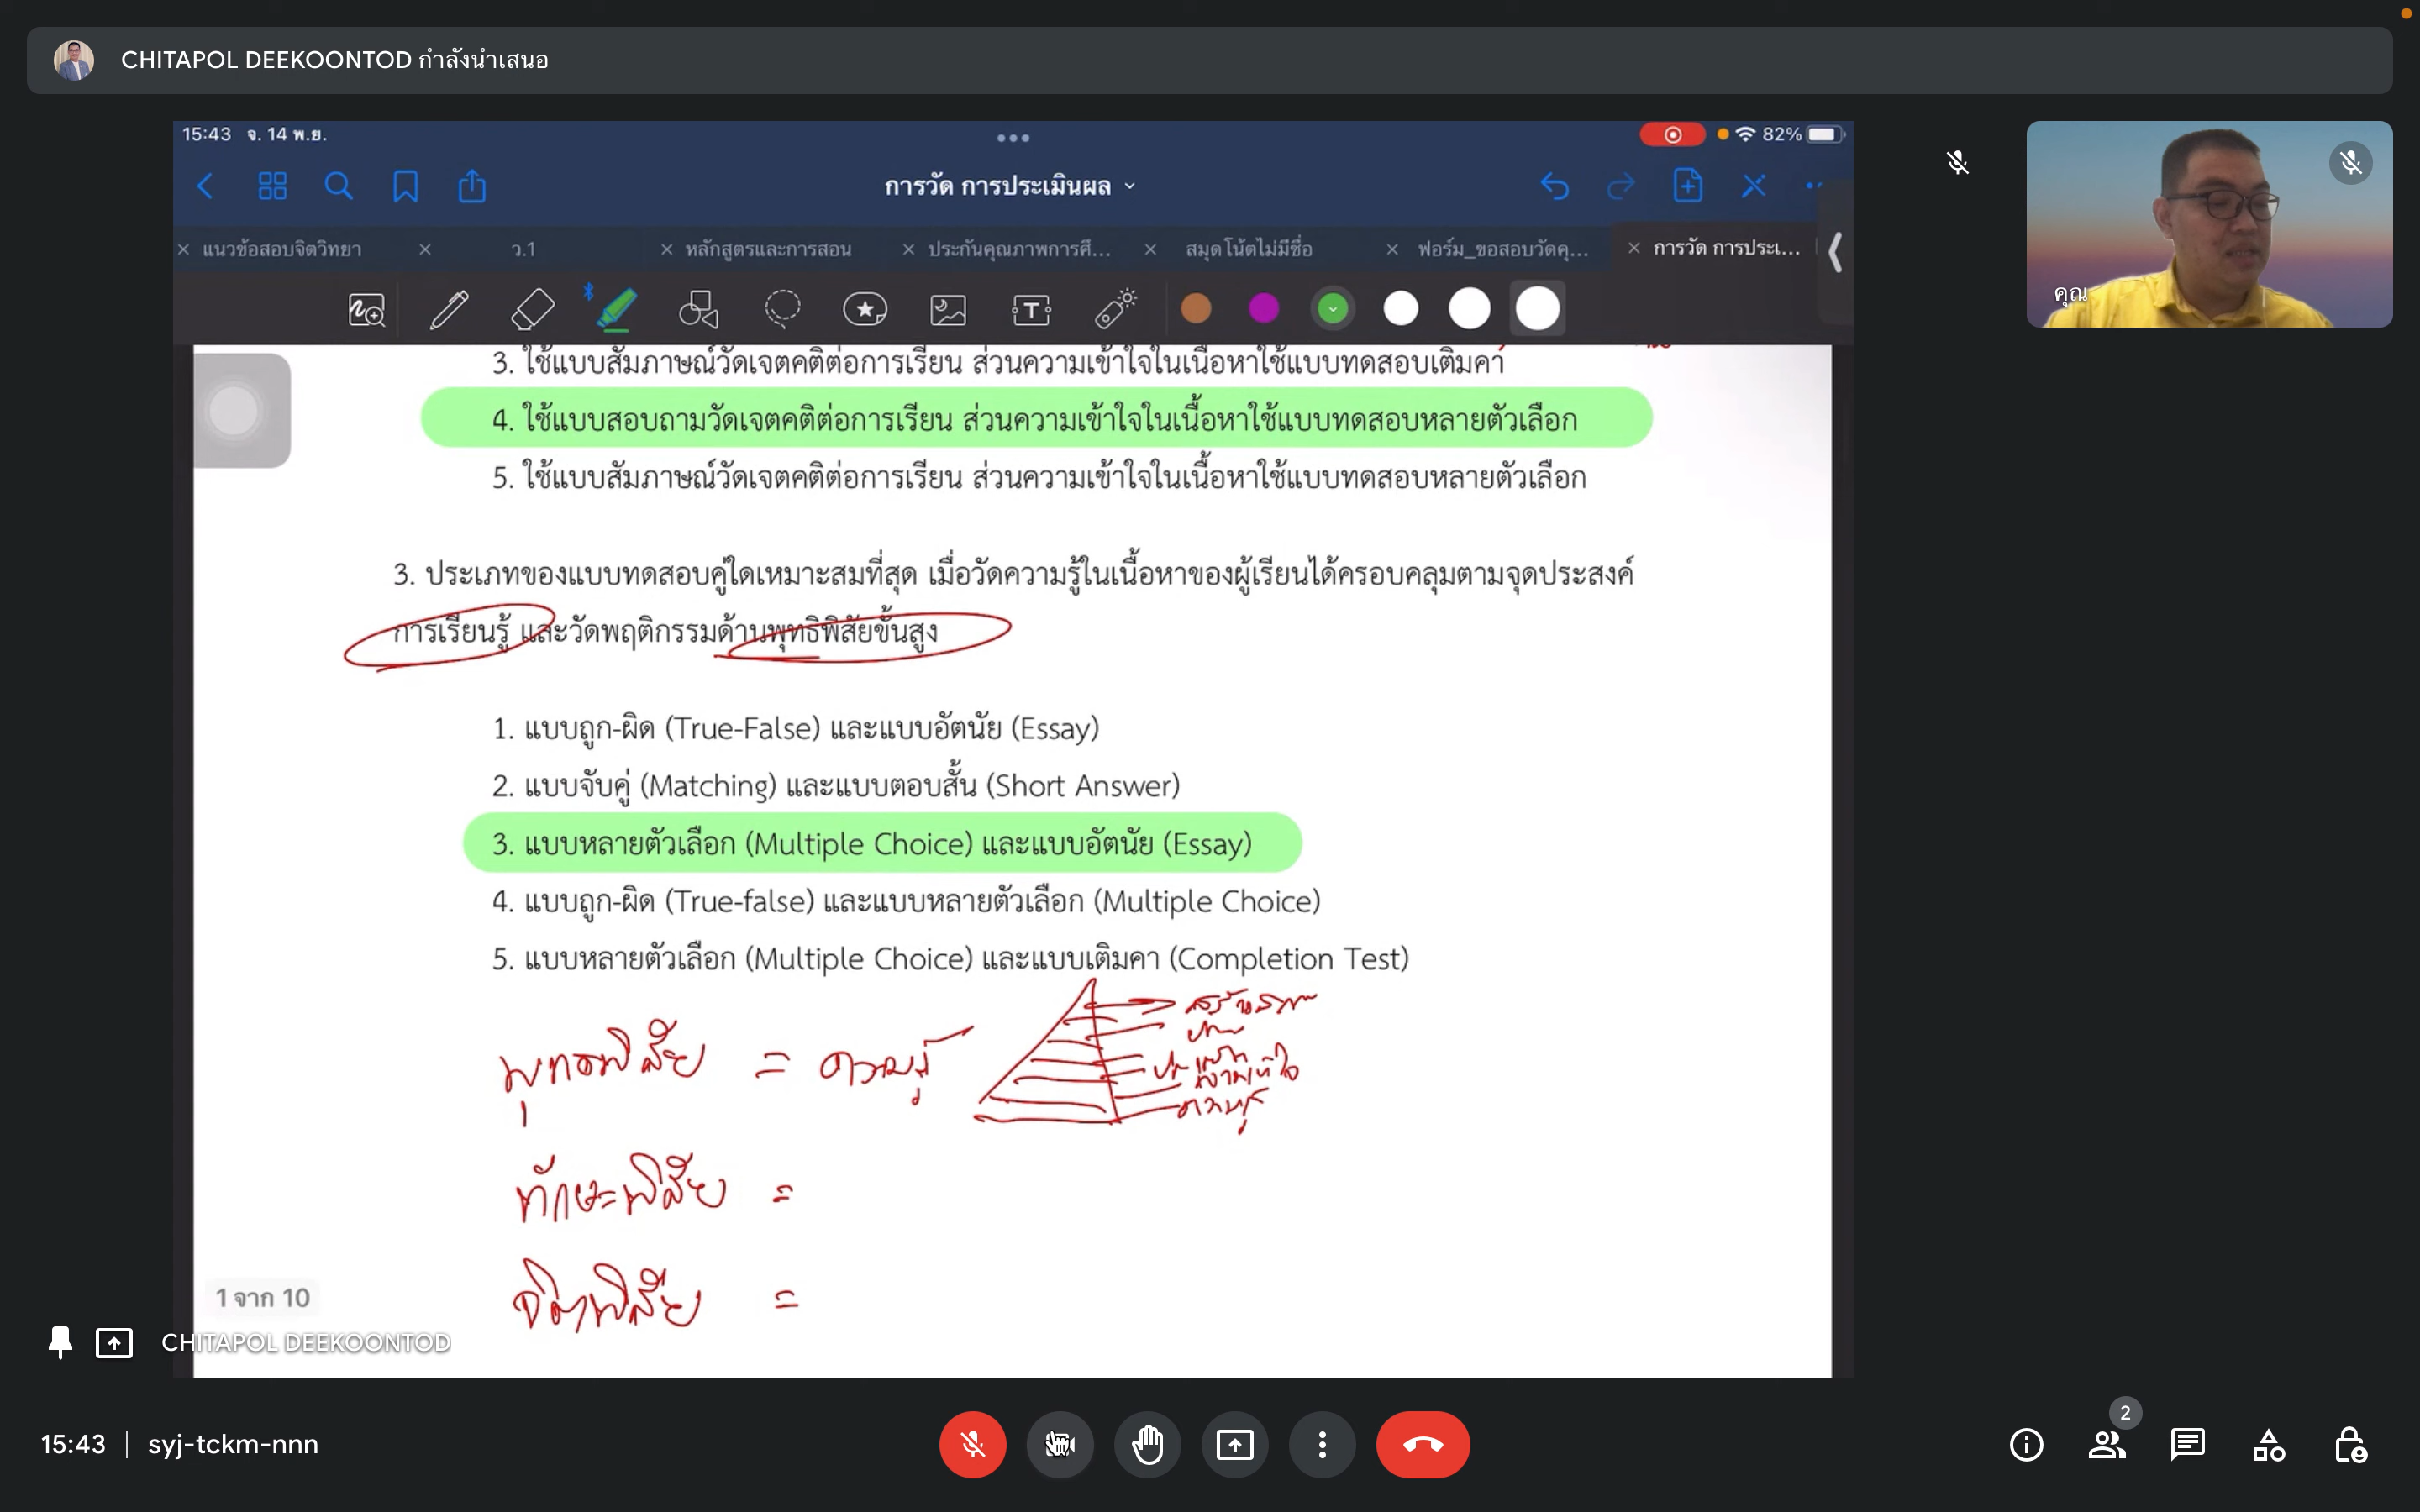 CHITAPOL DEEKOONTOD กำลังนำเสนอ
15:43 จ. 14 พ.ย.
82%
การวัด การประเมินผล
แนวข้อสอบจิตวิทยา
ว.1
หลักสูตรและการสอน
ประกันคุณภาพการศึ...
สมุดโน้ตไม่มีชื่อ
ฟอร์ม_ขอสอบวัดคุ...
การวัด การประเ...
คุณ
3. ใช้แบบสัมภาษณ์วัดเจตคติต่อการเรียน ส่วนความเข้าใจในเนื้อหาใช้แบบทดสอบเติมคา
4. ใช้แบบสอบถามวัดเจตคติต่อการเรียน ส่วนความเข้าใจในเนื้อหาใช้แบบทดสอบหลายตัวเลือก
5. ใช้แบบสัมภาษณ์วัดเจตคติต่อการเรียน ส่วนความเข้าใจในเนื้อหาใช้แบบทดสอบหลายตัวเลือก
3. ประเภทของแบบทดสอบคู่ใดเหมาะสมที่สุด เมื่อวัดความรู้ในเนื้อหาของผู้เรียนได้ครอบคลุมตามจุดประสงค์
การเรียนรู้ และวัดพฤติกรรมด้านพุทธิพิสัยขั้นสูง
1. แบบถูก-ผิด (True-False) และแบบอัตนัย (Essay)
2. แบบจับคู่ (Matching) และแบบตอบสั้น (Short Answer)
3. แบบหลายตัวเลือก (Multiple Choice) และแบบอัตนัย (Essay)
4. แบบถูก-ผิด (True-false) และแบบหลายตัวเลือก (Multiple Choice)
5. แบบหลายตัวเลือก (Multiple Choice) และแบบเติมคา (Completion Test)
= ความรู้
ความเข้าใจ
ความรู้
ทักษะพิสัย =
จิตพิสัย =
1 จาก 10
CHITAPOL DEEKOONTOD
15:43 | syj-tckm-nnn
2